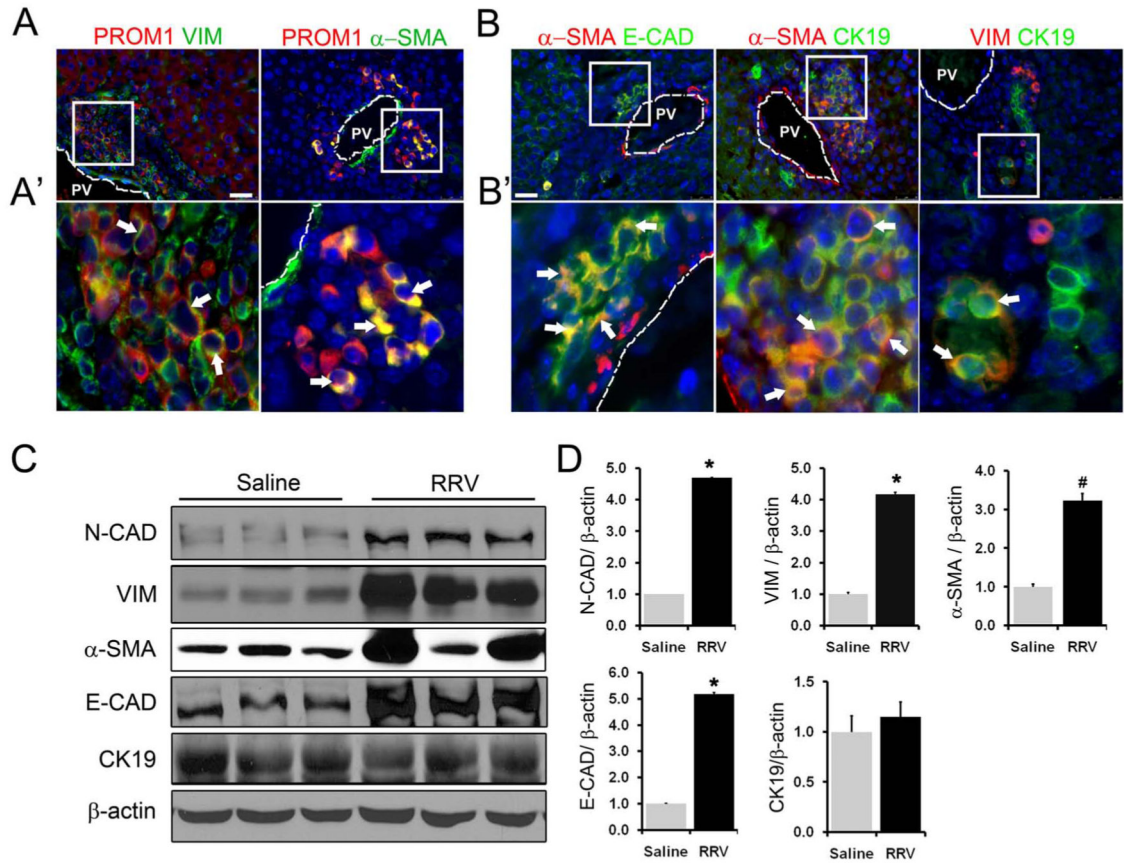 A
PROM1 VIM
PROM1 α–SMA
B
α–SMA E-CAD
α–SMA CK19
VIM CK19
PV
PV
PV
PV
PV
A'
B'
C
Saline
RRV
N-CAD
VIM
α-SMA
E-CAD
CK19
β-actin
D
N-CAD/ β-actin
5.0
4.0
3.0
2.0
1.0
0.0
*
Saline RRV
VIM / β-actin
5.0
4.0
3.0
2.0
1.0
0.0
*
Saline RRV
α-SMA / β-actin
4.0
3.0
2.0
1.0
0.0
#
Saline RRV
E-CAD/ β-actin
6.0
5.0
4.0
3.0
2.0
1.0
0.0
*
Saline RRV
CK19/β-actin
1.5
1.0
0.5
0.0
Saline RRV